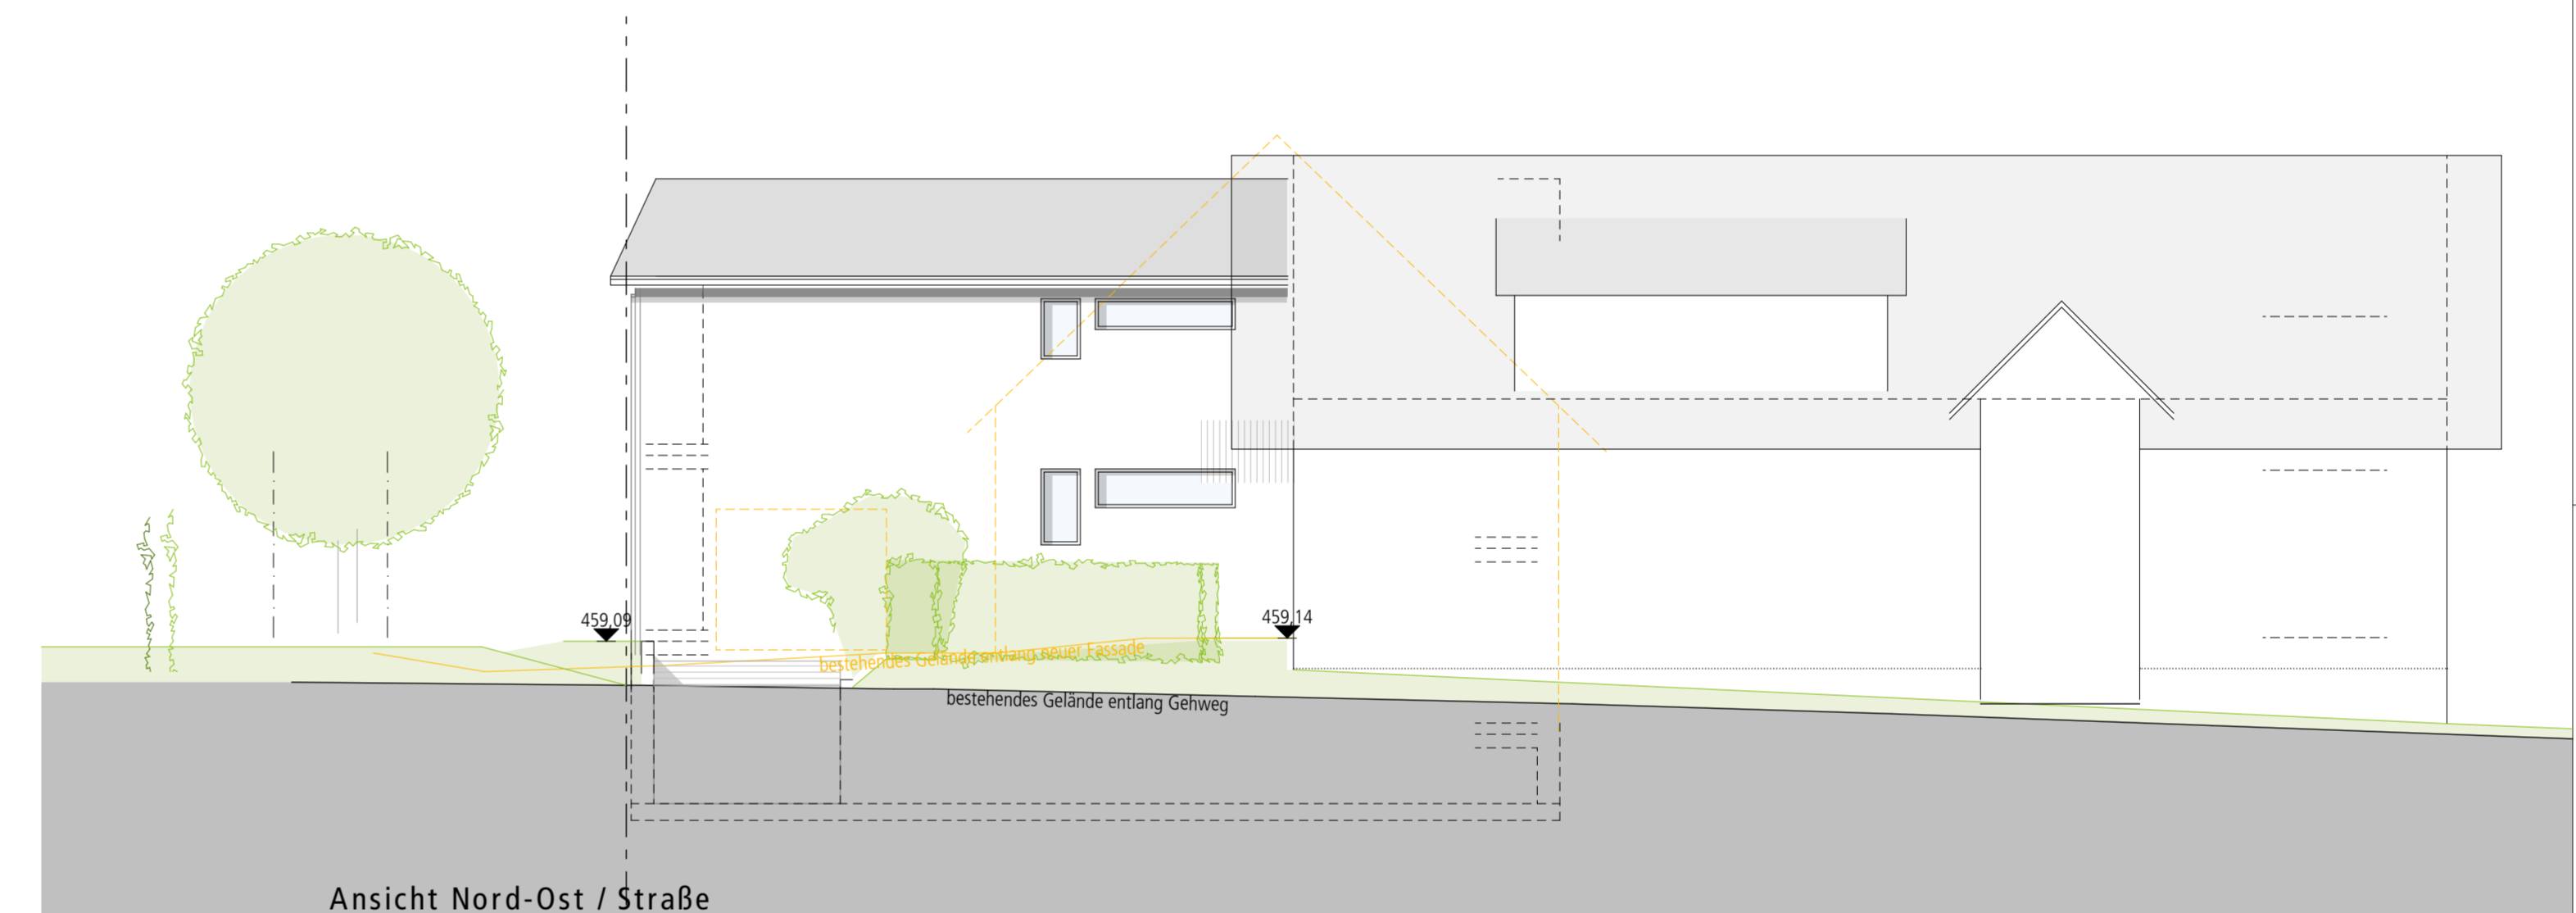 459,09
459,14
bestehendes Gelände entlang neuer Fassade
bestehendes Gelände entlang Gehweg
Ansicht Nord-Ost / Straße